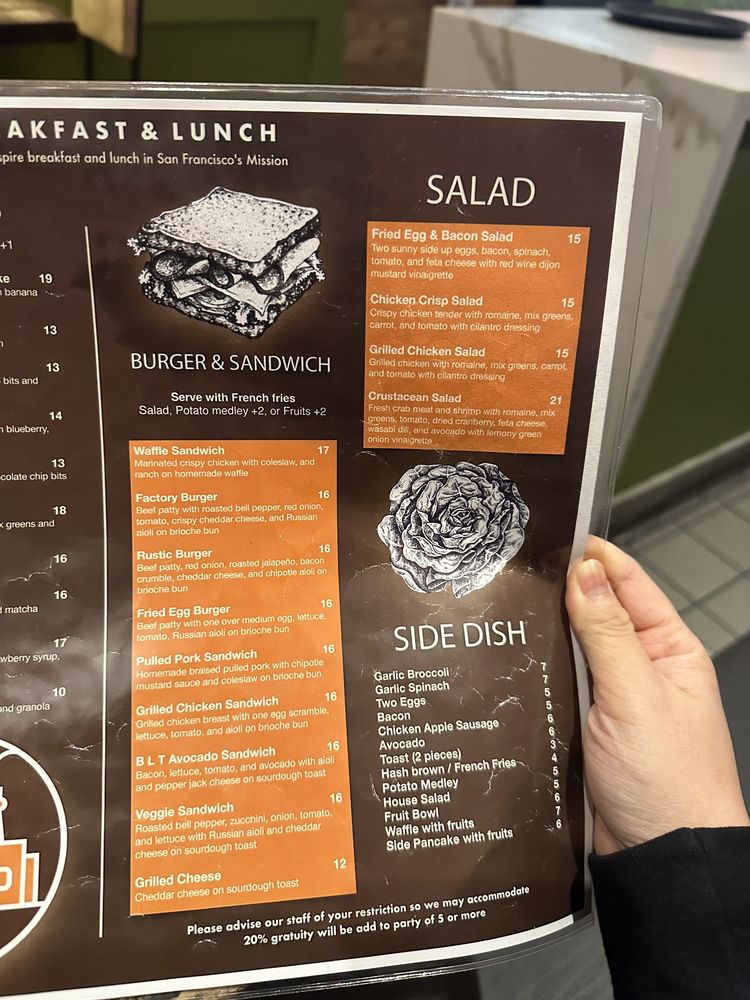 AKFAST & LUNCH
spire breakfast and lunch in San Francisco's Mission
+1
ke 19
banana
13
13
bits and
14
blueberry,
13
colate chip bits
18
x greens and
16
16
matcha
17
wberry syrup,
10
ond granola
BURGER & SANDWICH
Serve with French fries
Salad, Potato medley +2, or Fruits +2
Waffle Sandwich 17
Marinated crispy chicken with coleslaw, and
ranch on homemade waffle
Factory Burger 16
Beef patty with roasted bell pepper, red onion,
tomato, crispy cheddar cheese, and Russian
aioli on brioche bun
Rustic Burger 16
Beef patty, red onion, roasted jalapeño, bacon
crumble, cheddar cheese, and chipotle aioli on
brioche bun
Fried Egg Burger 16
Beef patty with one over medium egg, lettuce,
tomato, Russian aioli on brioche bun
Pulled Pork Sandwich 16
Homemade braised pulled pork with chipotle
mustard sauce and coleslaw on brioche bun
Grilled Chicken Sandwich 16
Grilled chicken breast with one egg scramble,
lettuce, tomato, and aioli on brioche bun
B L T Avocado Sandwich 16
Bacon, lettuce, tomato, and avocado with aioli
and pepper jack cheese on sourdough toast
Veggie Sandwich 16
Roasted bell pepper, zucchini, onion, tomato,
and lettuce with Russian aioli and cheddar
cheese on sourdough toast
Grilled Cheese 12
Cheddar cheese on sourdough toast
SALAD
Fried Egg & Bacon Salad 15
Two sunny side up eggs, bacon, spinach,
tomato, and feta cheese with red wine dijon
mustard vinaigrette
Chicken Crisp Salad 15
Crispy chicken tender with romaine, mix greens,
carrot, and tomato with cilantro dressing
Grilled Chicken Salad 15
Grilled chicken with romaine, mix greens, carrot,
and tomato with cilantro dressing
Crustacean Salad 21
Fresh crab meat and shrimp with romaine, mix
greens, tomato, dried cranberry, feta cheese,
wasabi dill, and avocado with lemony green
onion vinaigrette
SIDE DISH
Garlic Broccoli 7
Garlic Spinach 7
Two Eggs 5
Bacon 5
Chicken Apple Sausage 6
Avocado 6
Toast (2 pieces) 3
Hash brown / French Fries 4
Potato Medley 5
House Salad 5
Fruit Bowl 6
Waffle with fruits 7
Side Pancake with fruits 6
Please advise our staff of your restriction so we may accommodate
20% gratuity will be add to party of 5 or more